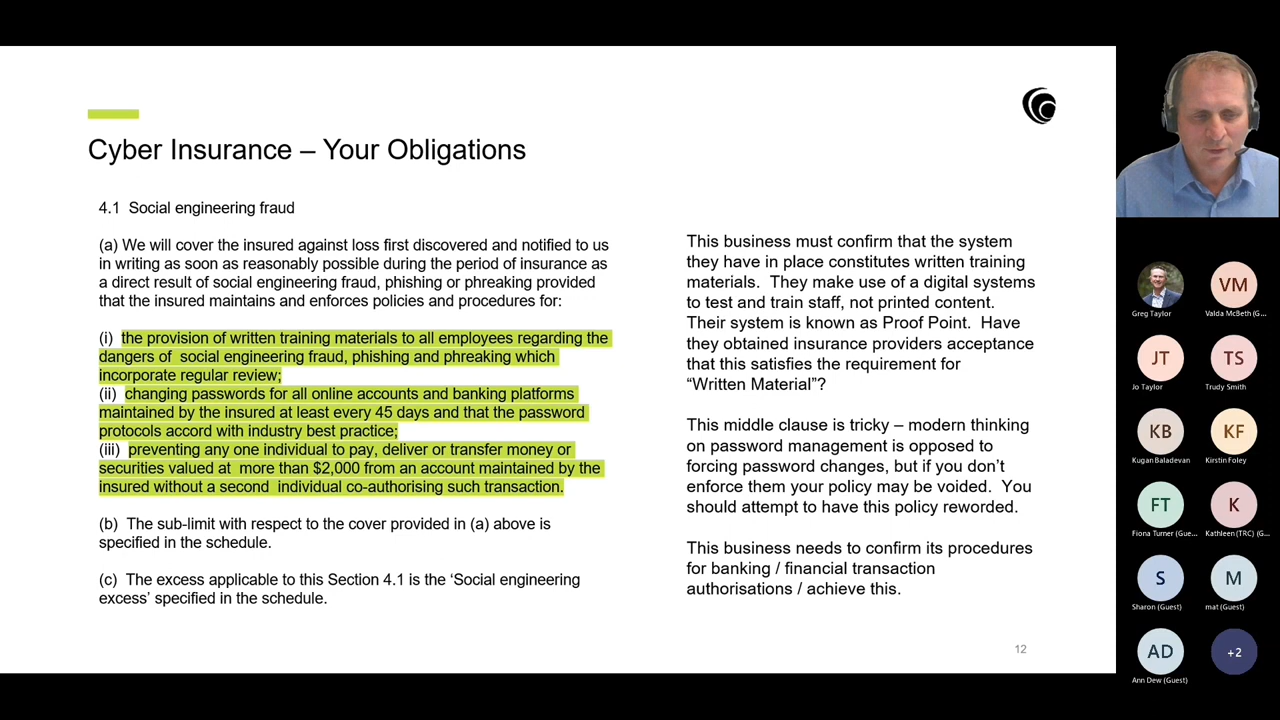 Cyber Insurance – Your Obligations
4.1 Social engineering fraud
(a) We will cover the insured against loss first discovered and notified to us
in writing as soon as reasonably possible during the period of insurance as
a direct result of social engineering fraud, phishing or phreaking provided
that the insured maintains and enforces policies and procedures for:
(i) the provision of written training materials to all employees regarding the
dangers of social engineering fraud, phishing and phreaking which
incorporate regular review;
(ii) changing passwords for all online accounts and banking platforms
maintained by the insured at least every 45 days and that the password
protocols accord with industry best practice;
(iii) preventing any one individual to pay, deliver or transfer money or
securities valued at more than $2,000 from an account maintained by the
insured without a second individual co-authorising such transaction.
(b) The sub-limit with respect to the cover provided in (a) above is
specified in the schedule.
(c) The excess applicable to this Section 4.1 is the ‘Social engineering
excess’ specified in the schedule.
This business must confirm that the system
they have in place constitutes written training
materials. They make use of a digital systems
to test and train staff, not printed content.
Their system is known as Proof Point. Have
they obtained insurance providers acceptance
that this satisfies the requirement for
“Written Material”?
This middle clause is tricky – modern thinking
on password management is opposed to
forcing password changes, but if you don’t
enforce them your policy may be voided. You
should attempt to have this policy reworded.
This business needs to confirm its procedures
for banking / financial transaction
authorisations / achieve this.
12
Greg Taylor
VM
Valda McBeth (G...
JT
Jo Taylor
TS
Trudy Smith
KB
Kugan Baladevan
KF
Kirstin Foley
FT
Fiona Turner (Gue...
K
Kathleen (TRC) (G...
S
Sharon (Guest)
M
mat (Guest)
AD
Ann Dew (Guest)
+2